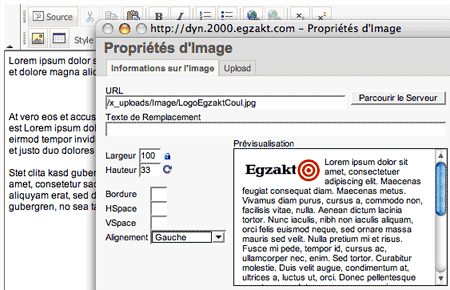 Source
B I U
Style
http://dyn.2000.egzakt.com – Propriétés d'Image
Propriétés d'Image
Informations sur l'Image Upload
URL
/x_uploads/Image/LogoEgzaktCoul.jpg
Parcourir le Serveur
Texte de Remplacement
Largeur 100
Hauteur 33
Bordure
HSpace
VSpace
Alignement Gauche
Prévisualisation
Egzakt
Lorem ipsum dolor sit
amet, consectetuer
adipiscing elit. Maecenas
feugiat consequat diam. Maecenas metus.
Vivamus diam purus, cursus a, commodo non,
facilisis vitae, nulla. Aenean dictum lacinia
tortor. Nunc iaculis, nibh non iaculis aliquam,
orci felis euismod neque, sed ornare massa
mauris sed velit. Nulla pretium mi et risus.
Fusce mi pede, tempor id, cursus ac,
ullamcorper nec, enim. Sed tortor. Curabitur
molestie. Duis velit augue, condimentum at,
ultrices a, luctus ut, orci. Donec pellentesque
Lorem ipsum dolor s
et dolore magna aliq
At vero eos et accus
est Lorem ipsum dol
eirmod tempor invid
et justo duo dolores
Stet clita kasd guber
amet, consetetur sad
aliquyam erat, sed d
gubergren, no sea ta